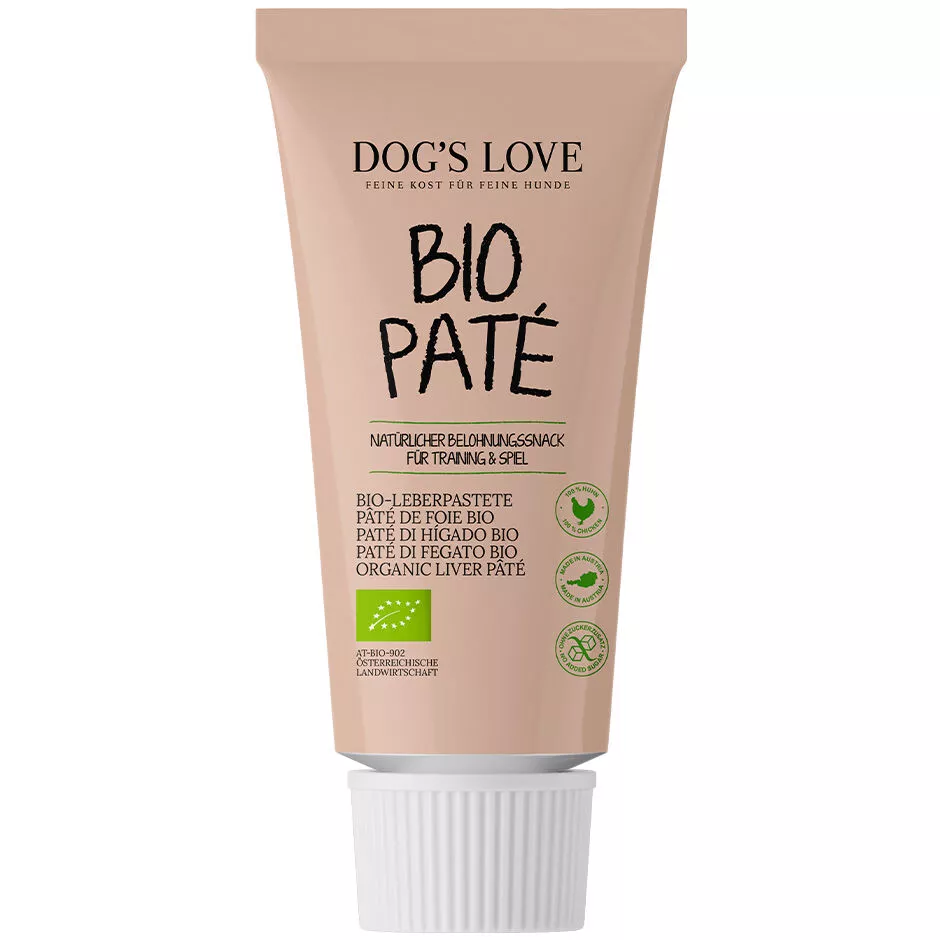 DOG'S LOVE
FEINE KOST FÜR FEINE HUNDE
BIO
PATÉ
NATÜRLICHER BELOHNUNGSSNACK
FÜR TRAINING & SPIEL
BIO-LEBERPASTETE
PÂTÉ DE FOIE BIO
PATÉ DI HÍGADO BIO
PATÉ DI FEGATO BIO
ORGANIC LIVER PÂTÉ
100 % HUHN
100 % CHICKEN
MADE IN AUSTRIA
MADE IN AUSTRIA
OHNE ZUCKERZUSATZ
NO ADDED SUGAR
AT-BIO-902
ÖSTERREICHISCHE
LANDWIRTSCHAFT